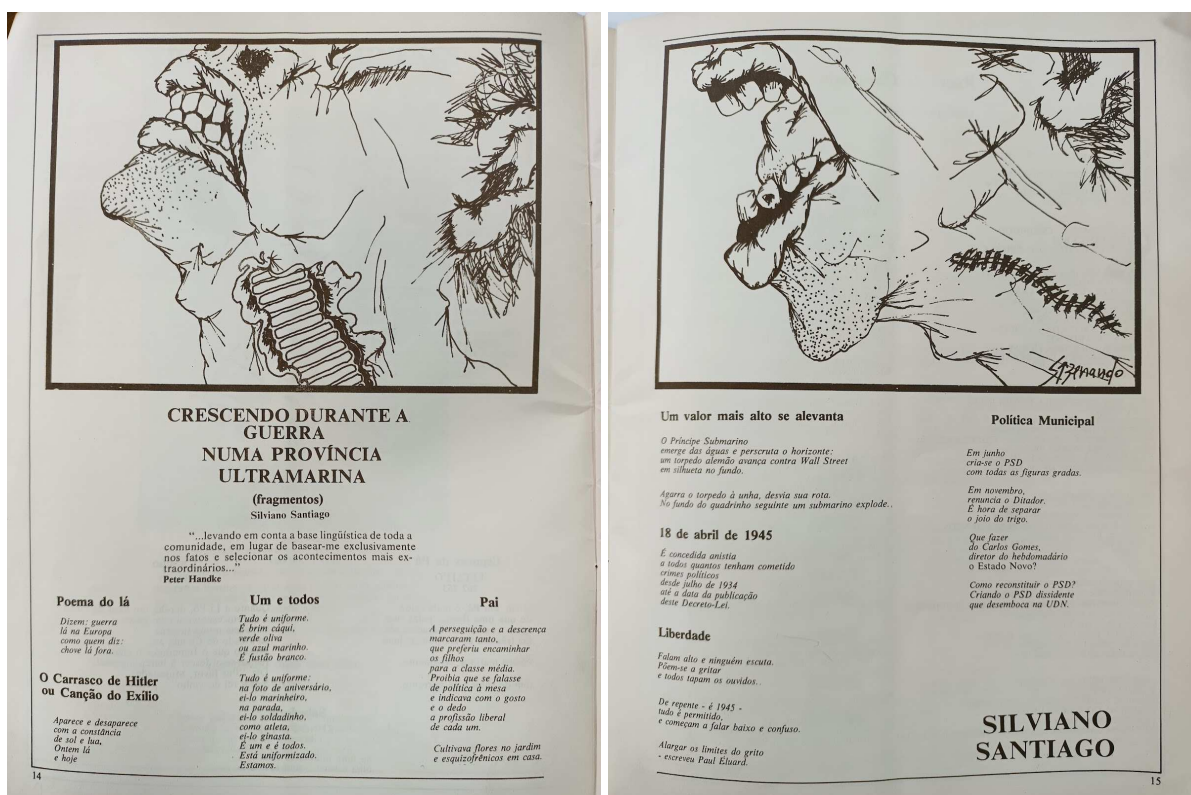 CRESCENDO DURANTE A
GUERRA
NUMA PROVÍNCIA
ULTRAMARINA
(fragmentos)
Silviano Santiago
"...levando em conta a base lingüística de toda a
comunidade, em lugar de basear-me exclusivamente
nos fatos e selecionar os acontecimentos mais ex-
traordinários..."
Peter Handke
Poema do lá
Dizem: guerra
lá na Europa
como quem diz:
chove lá fora.
O Carrasco de Hitler
ou Canção do Exílio
Aparece e desaparece
com a constância
de sol e lua,
Ontem lá
e hoje
Um e todos
Tudo é uniforme.
É brim cáqui,
verde oliva
ou azul marinho.
É fustão branco.
Tudo é uniforme:
na foto de aniversário,
ei-lo marinheiro,
na parada,
ei-lo soldadinho,
como atleta,
ei-lo ginasta.
É um e é todos.
Está uniformizado.
Estamos.
Pai
A perseguição e a descrença
marcaram tanto,
que preferiu encaminhar
os filhos
para a classe média.
Proibia que se falasse
de política à mesa
e indicava com o gosto
e o dedo
a profissão liberal
de cada um.
Cultivava flores no jardim
e esquizofrênicos em casa.
14
StZenando
Um valor mais alto se alevanta
O Príncipe Submarino
emerge das águas e perscruta o horizonte:
um torpedo alemão avança contra Wall Street
em silhueta no fundo.
Agarra o torpedo à unha, desvia sua rota.
No fundo do quadrinho seguinte um submarino explode..
18 de abril de 1945
É concedida anistia
a todos quantos tenham cometido
crimes políticos
desde julho de 1934
até a data da publicação
deste Decreto-Lei.
Liberdade
Falam alto e ninguém escuta.
Põem-se a gritar
e todos tapam os ouvidos..
De repente - é 1945 -
tudo é permitido,
e começam a falar baixo e confuso.
Alargar os limites do grito
- escreveu Paul Éluard.
Política Municipal
Em junho
cria-se o PSD
com todas as figuras gradas.
Em novembro,
renuncia o Ditador.
É hora de separar
o joio do trigo.
Que fazer
do Carlos Gomes,
diretor do hebdomadário
o Estado Novo?
Como reconstituir o PSD?
Criando o PSD dissidente
que desemboca na UDN.
SILVIANO
SANTIAGO
15